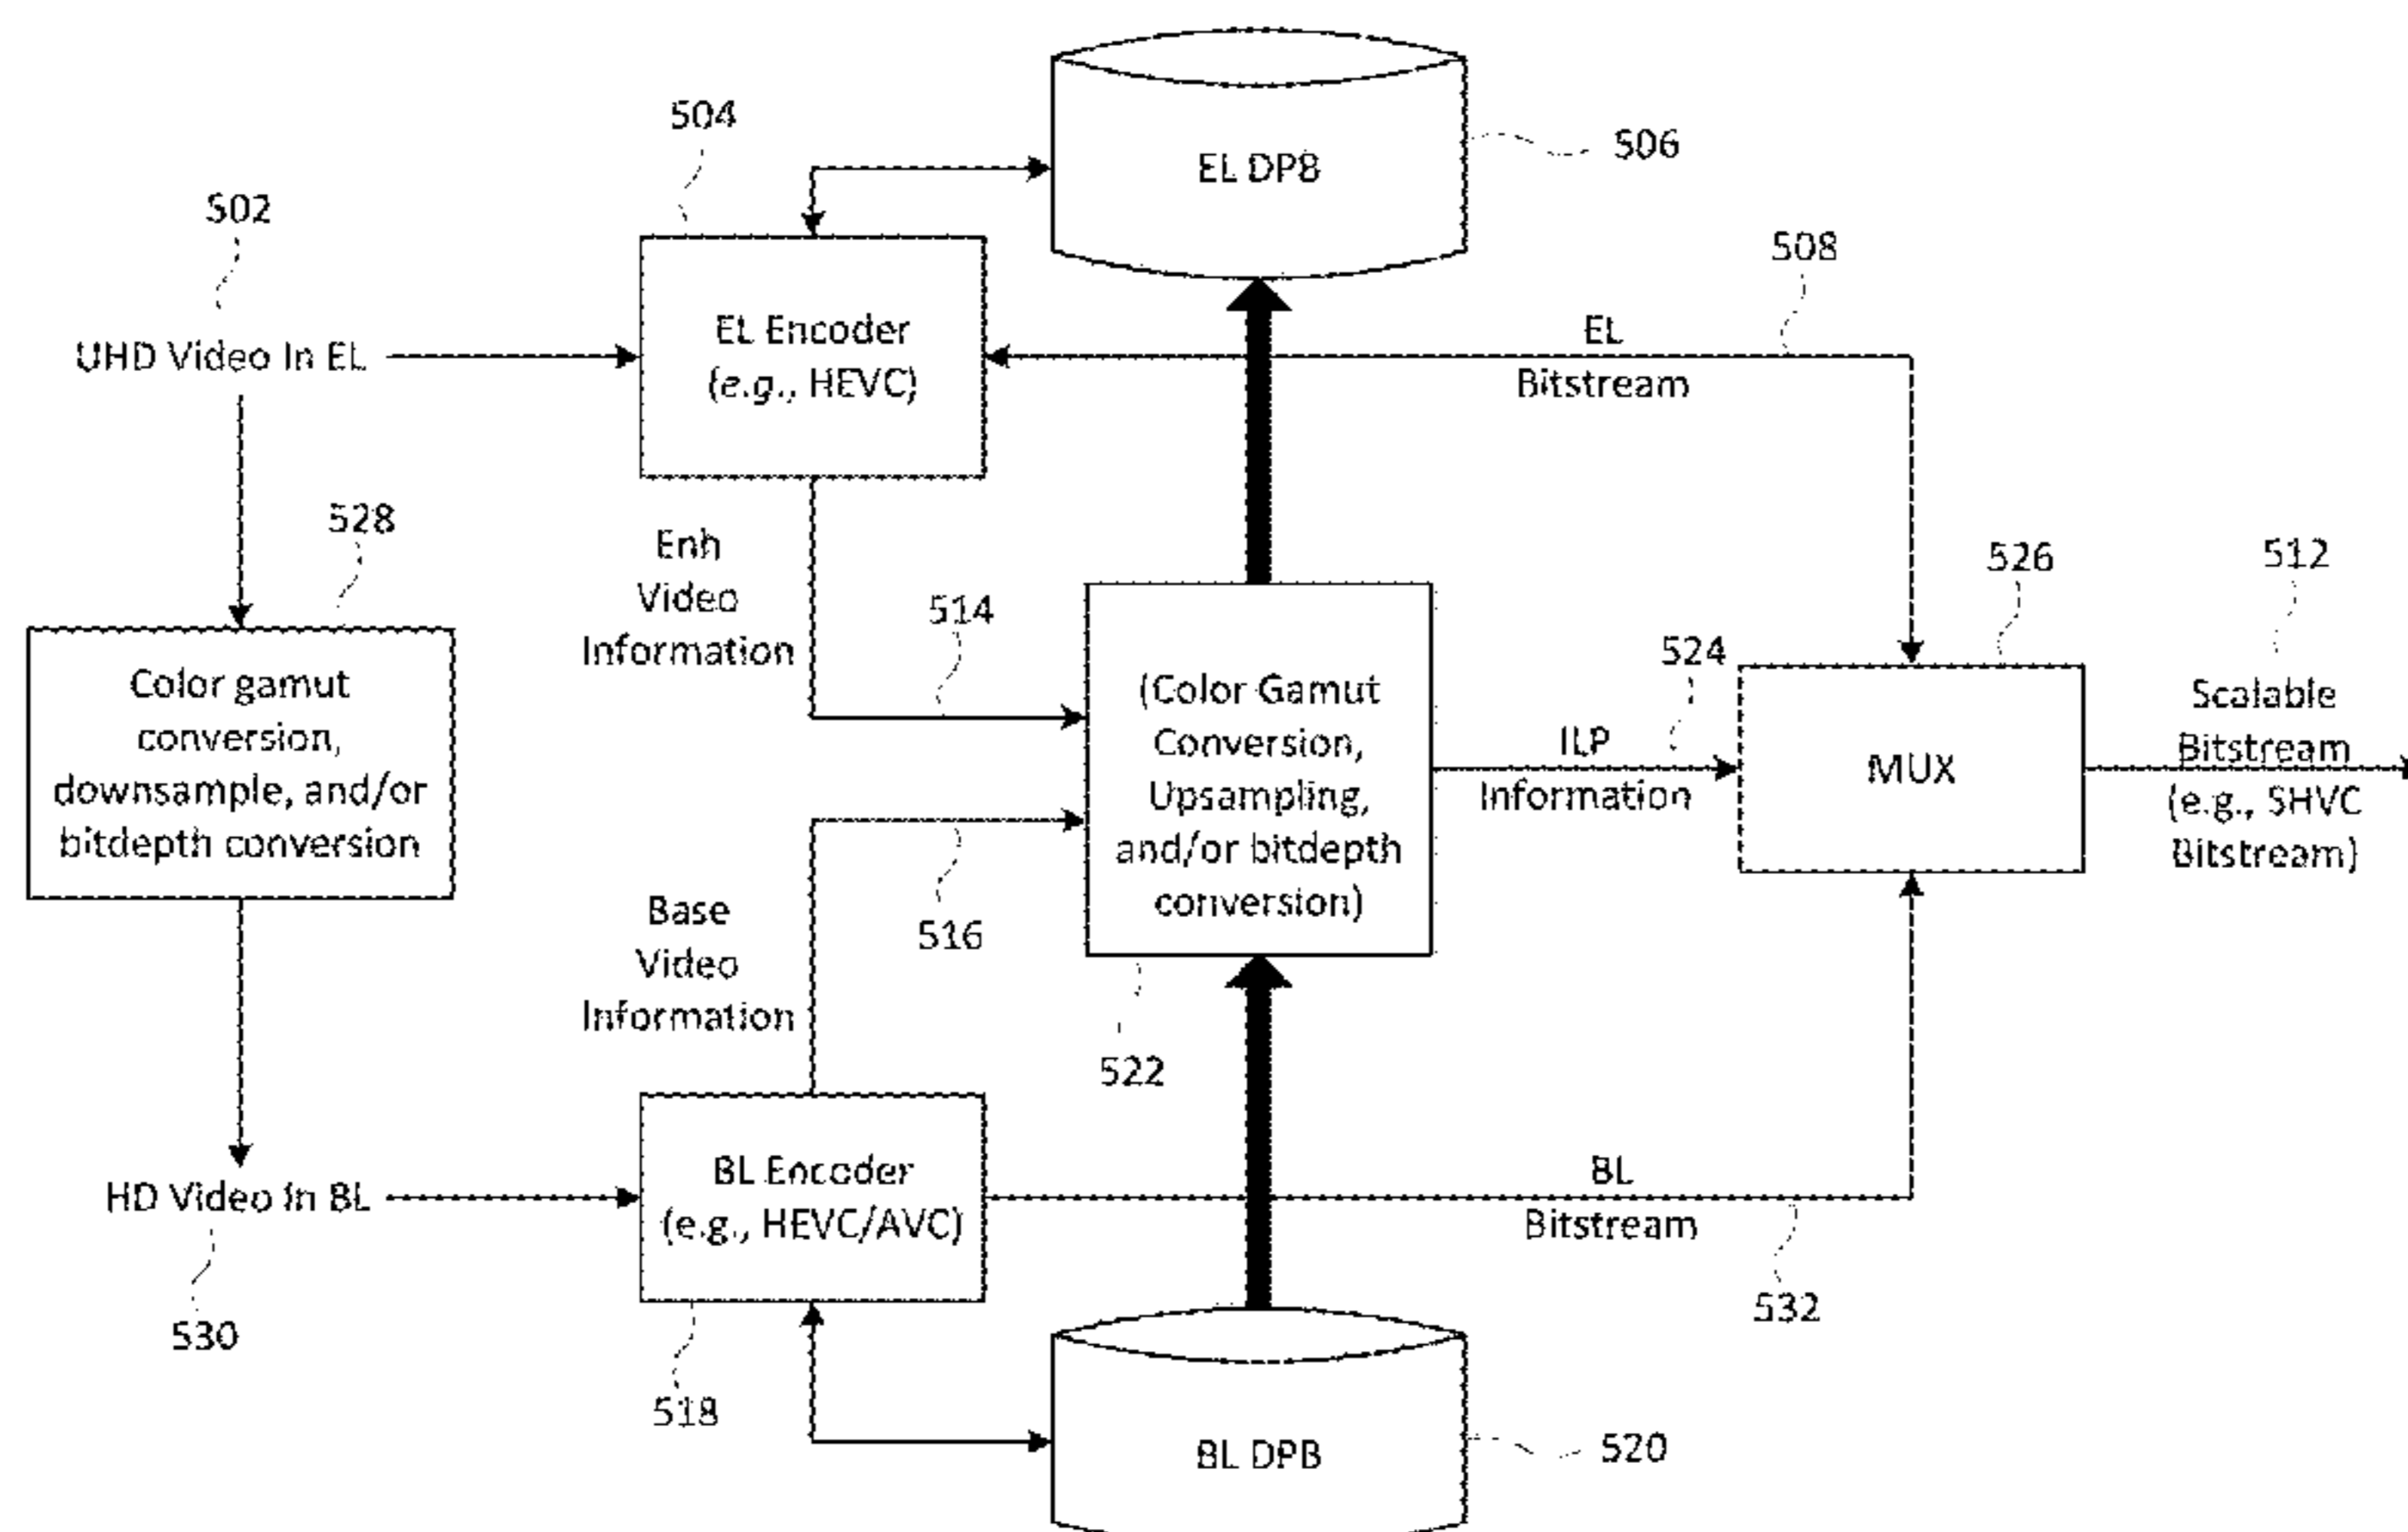 504
EL DPB
506
502
508
UHD Video In EL
EL Encoder
(e.g., HEVC)
EL
Bitstream
528
Enh
Video
Information
514
526
512
524
Color gamut
conversion,
downsample, and/or
bitdepth conversion
(Color Gamut
Conversion,
Upsampling,
and/or bitdepth
conversion)
ILP
Information
MUX
Scalable
Bitstream
(e.g., SHVC
Bitstream)
Base
Video
Information
516
522
HD Video In BL
BL Encoder
(e.g., HEVC/AVC)
BL
Bitstream
530
532
518
BL DPB
520